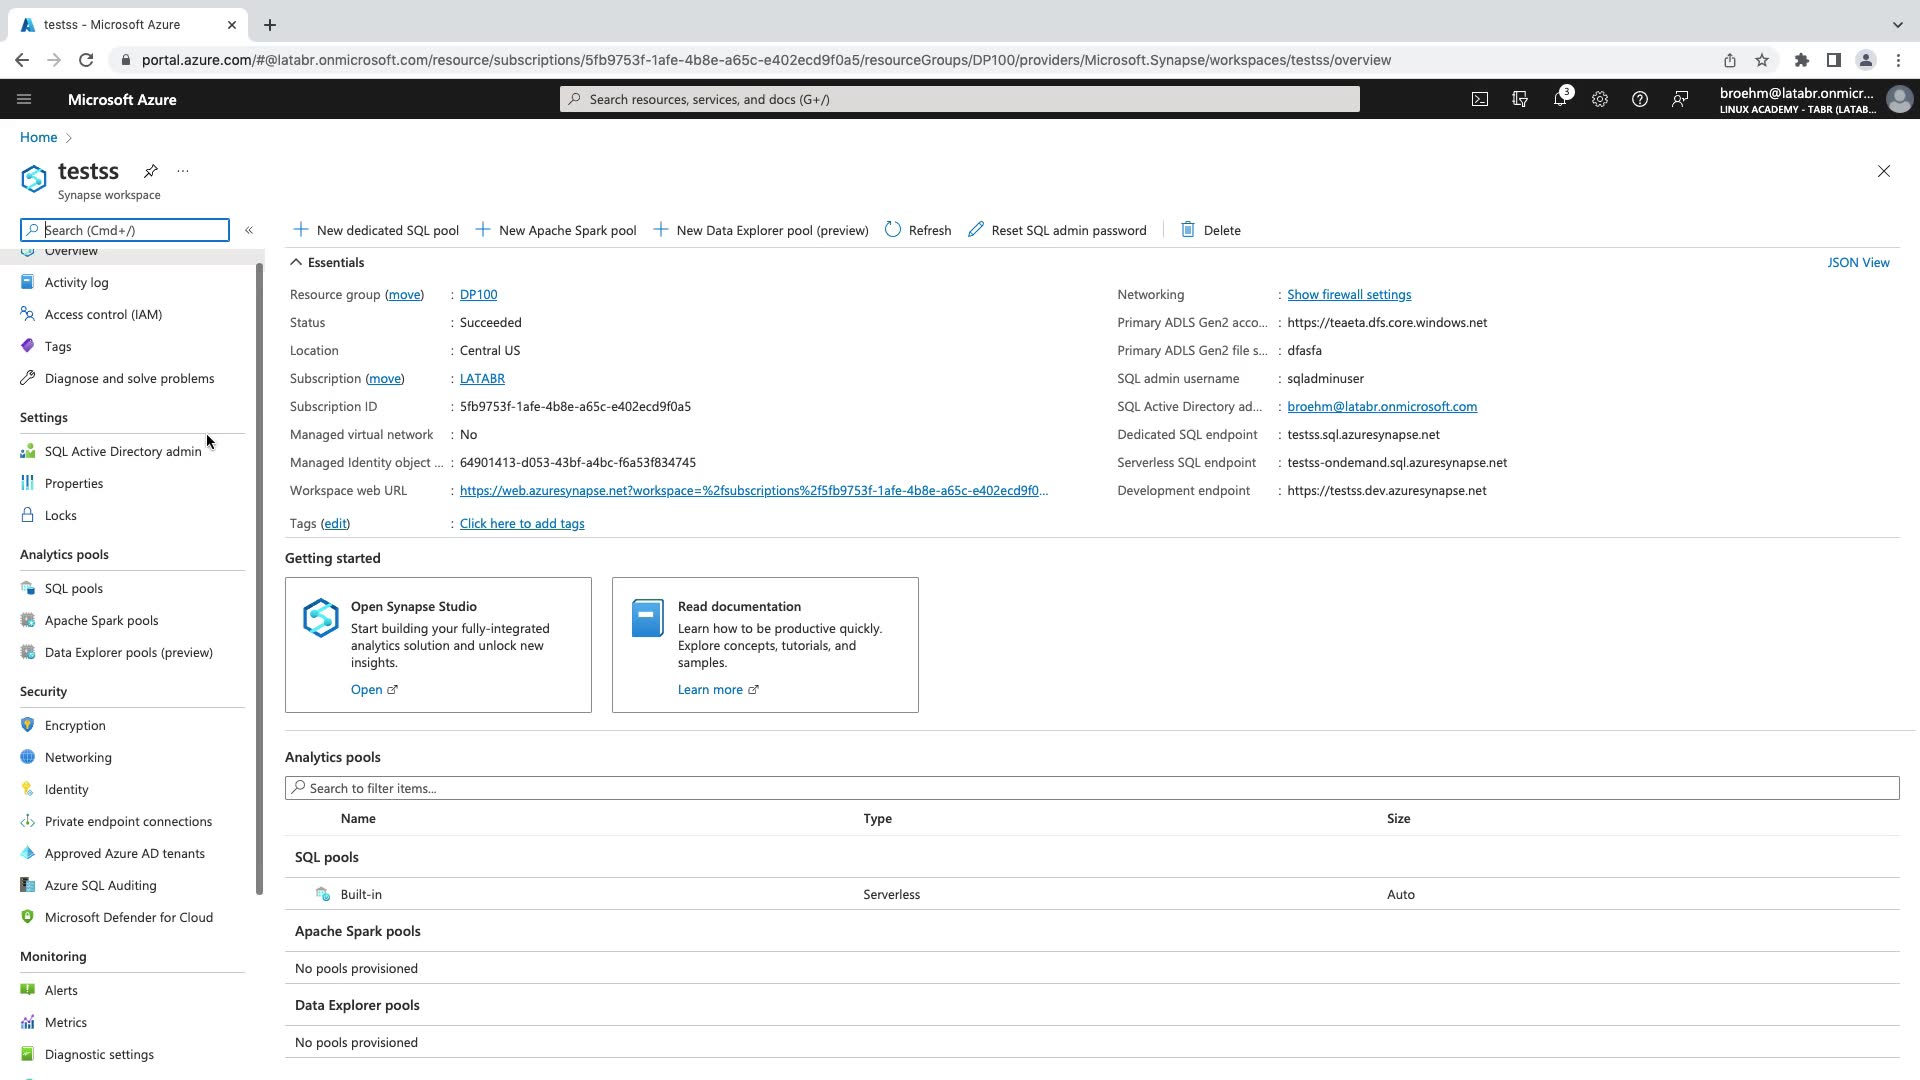 testss - Microsoft Azure
portal.azure.com/#@latabr.onmicrosoft.com/resource/subscriptions/5fb9753f-1afe-4b8e-a65c-e402ecd9f0a5/resourceGroups/DP100/providers/Microsoft.Synapse/workspaces/testss/overview
Microsoft Azure
Search resources, services, and docs (G+/)
3
broehm@latabr.onmicr...
LINUX ACADEMY - TABR (LATAB...
Home
testss
...
Synapse workspace
Search (Cmd+/)
Overview
Activity log
Access control (IAM)
Tags
Diagnose and solve problems
Settings
SQL Active Directory admin
Properties
Locks
Analytics pools
SQL pools
Apache Spark pools
Data Explorer pools (preview)
Security
Encryption
Networking
Identity
Private endpoint connections
Approved Azure AD tenants
Azure SQL Auditing
Microsoft Defender for Cloud
Monitoring
Alerts
Metrics
Diagnostic settings
New dedicated SQL pool
New Apache Spark pool
New Data Explorer pool (preview)
Refresh
Reset SQL admin password
Delete
Essentials
JSON View
Resource group (move) : DP100
Status : Succeeded
Location : Central US
Subscription (move) : LATABR
Subscription ID : 5fb9753f-1afe-4b8e-a65c-e402ecd9f0a5
Managed virtual network : No
Managed Identity object ... : 64901413-d053-43bf-a4bc-f6a53f834745
Workspace web URL : https://web.azuresynapse.net?workspace=%2fsubscriptions%2f5fb9753f-1afe-4b8e-a65c-e402ecd9f0...
Tags (edit) : Click here to add tags
Networking : Show firewall settings
Primary ADLS Gen2 acco... : https://teaeta.dfs.core.windows.net
Primary ADLS Gen2 file s... : dfasfa
SQL admin username : sqladminuser
SQL Active Directory ad... : broehm@latabr.onmicrosoft.com
Dedicated SQL endpoint : testss.sql.azuresynapse.net
Serverless SQL endpoint : testss-ondemand.sql.azuresynapse.net
Development endpoint : https://testss.dev.azuresynapse.net
Getting started
Open Synapse Studio
Start building your fully-integrated
analytics solution and unlock new
insights.
Open
Read documentation
Learn how to be productive quickly.
Explore concepts, tutorials, and
samples.
Learn more
Analytics pools
Search to filter items...
Name Type Size
SQL pools
Built-in Serverless Auto
Apache Spark pools
No pools provisioned
Data Explorer pools
No pools provisioned